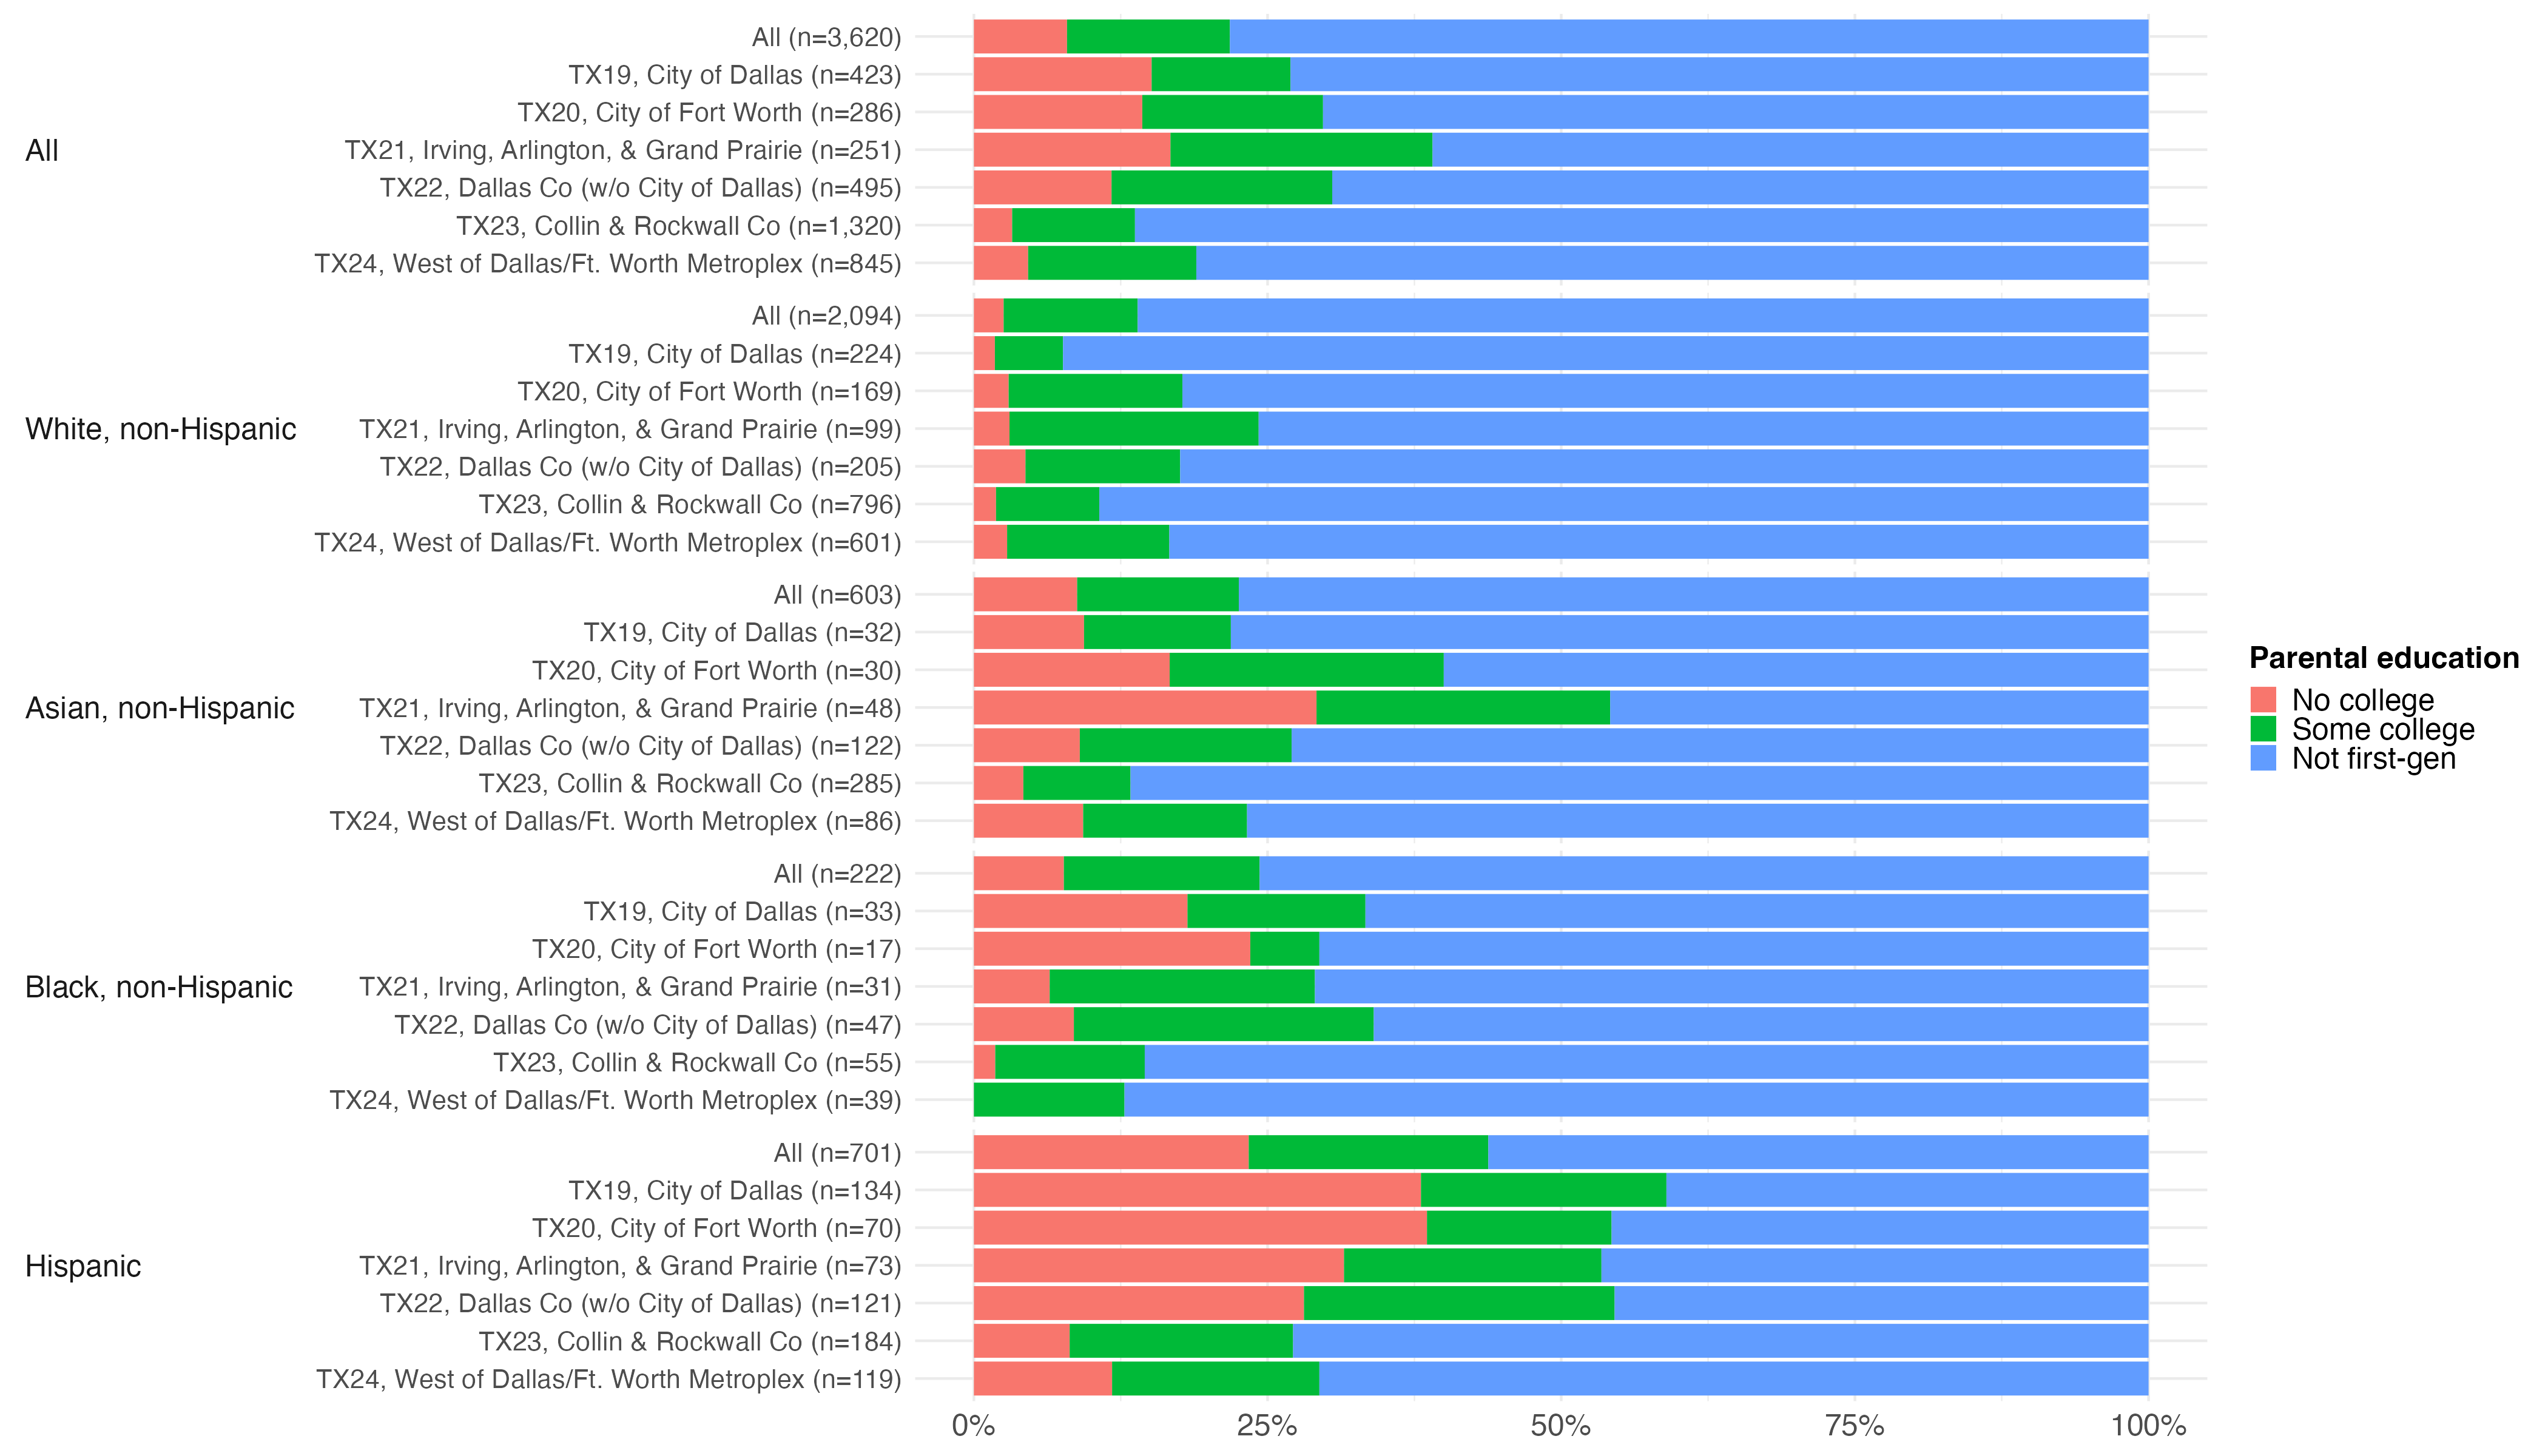 All
All (n=3,620)
TX19, City of Dallas (n=423)
TX20, City of Fort Worth (n=286)
TX21, Irving, Arlington, & Grand Prairie (n=251)
TX22, Dallas Co (w/o City of Dallas) (n=495)
TX23, Collin & Rockwall Co (n=1,320)
TX24, West of Dallas/Ft. Worth Metroplex (n=845)
White, non-Hispanic
All (n=2,094)
TX19, City of Dallas (n=224)
TX20, City of Fort Worth (n=169)
TX21, Irving, Arlington, & Grand Prairie (n=99)
TX22, Dallas Co (w/o City of Dallas) (n=205)
TX23, Collin & Rockwall Co (n=796)
TX24, West of Dallas/Ft. Worth Metroplex (n=601)
Asian, non-Hispanic
All (n=603)
TX19, City of Dallas (n=32)
TX20, City of Fort Worth (n=30)
TX21, Irving, Arlington, & Grand Prairie (n=48)
TX22, Dallas Co (w/o City of Dallas) (n=122)
TX23, Collin & Rockwall Co (n=285)
TX24, West of Dallas/Ft. Worth Metroplex (n=86)
Black, non-Hispanic
All (n=222)
TX19, City of Dallas (n=33)
TX20, City of Fort Worth (n=17)
TX21, Irving, Arlington, & Grand Prairie (n=31)
TX22, Dallas Co (w/o City of Dallas) (n=47)
TX23, Collin & Rockwall Co (n=55)
TX24, West of Dallas/Ft. Worth Metroplex (n=39)
Hispanic
All (n=701)
TX19, City of Dallas (n=134)
TX20, City of Fort Worth (n=70)
TX21, Irving, Arlington, & Grand Prairie (n=73)
TX22, Dallas Co (w/o City of Dallas) (n=121)
TX23, Collin & Rockwall Co (n=184)
TX24, West of Dallas/Ft. Worth Metroplex (n=119)
0% 25% 50% 75% 100%
Parental education
No college
Some college
Not first-gen